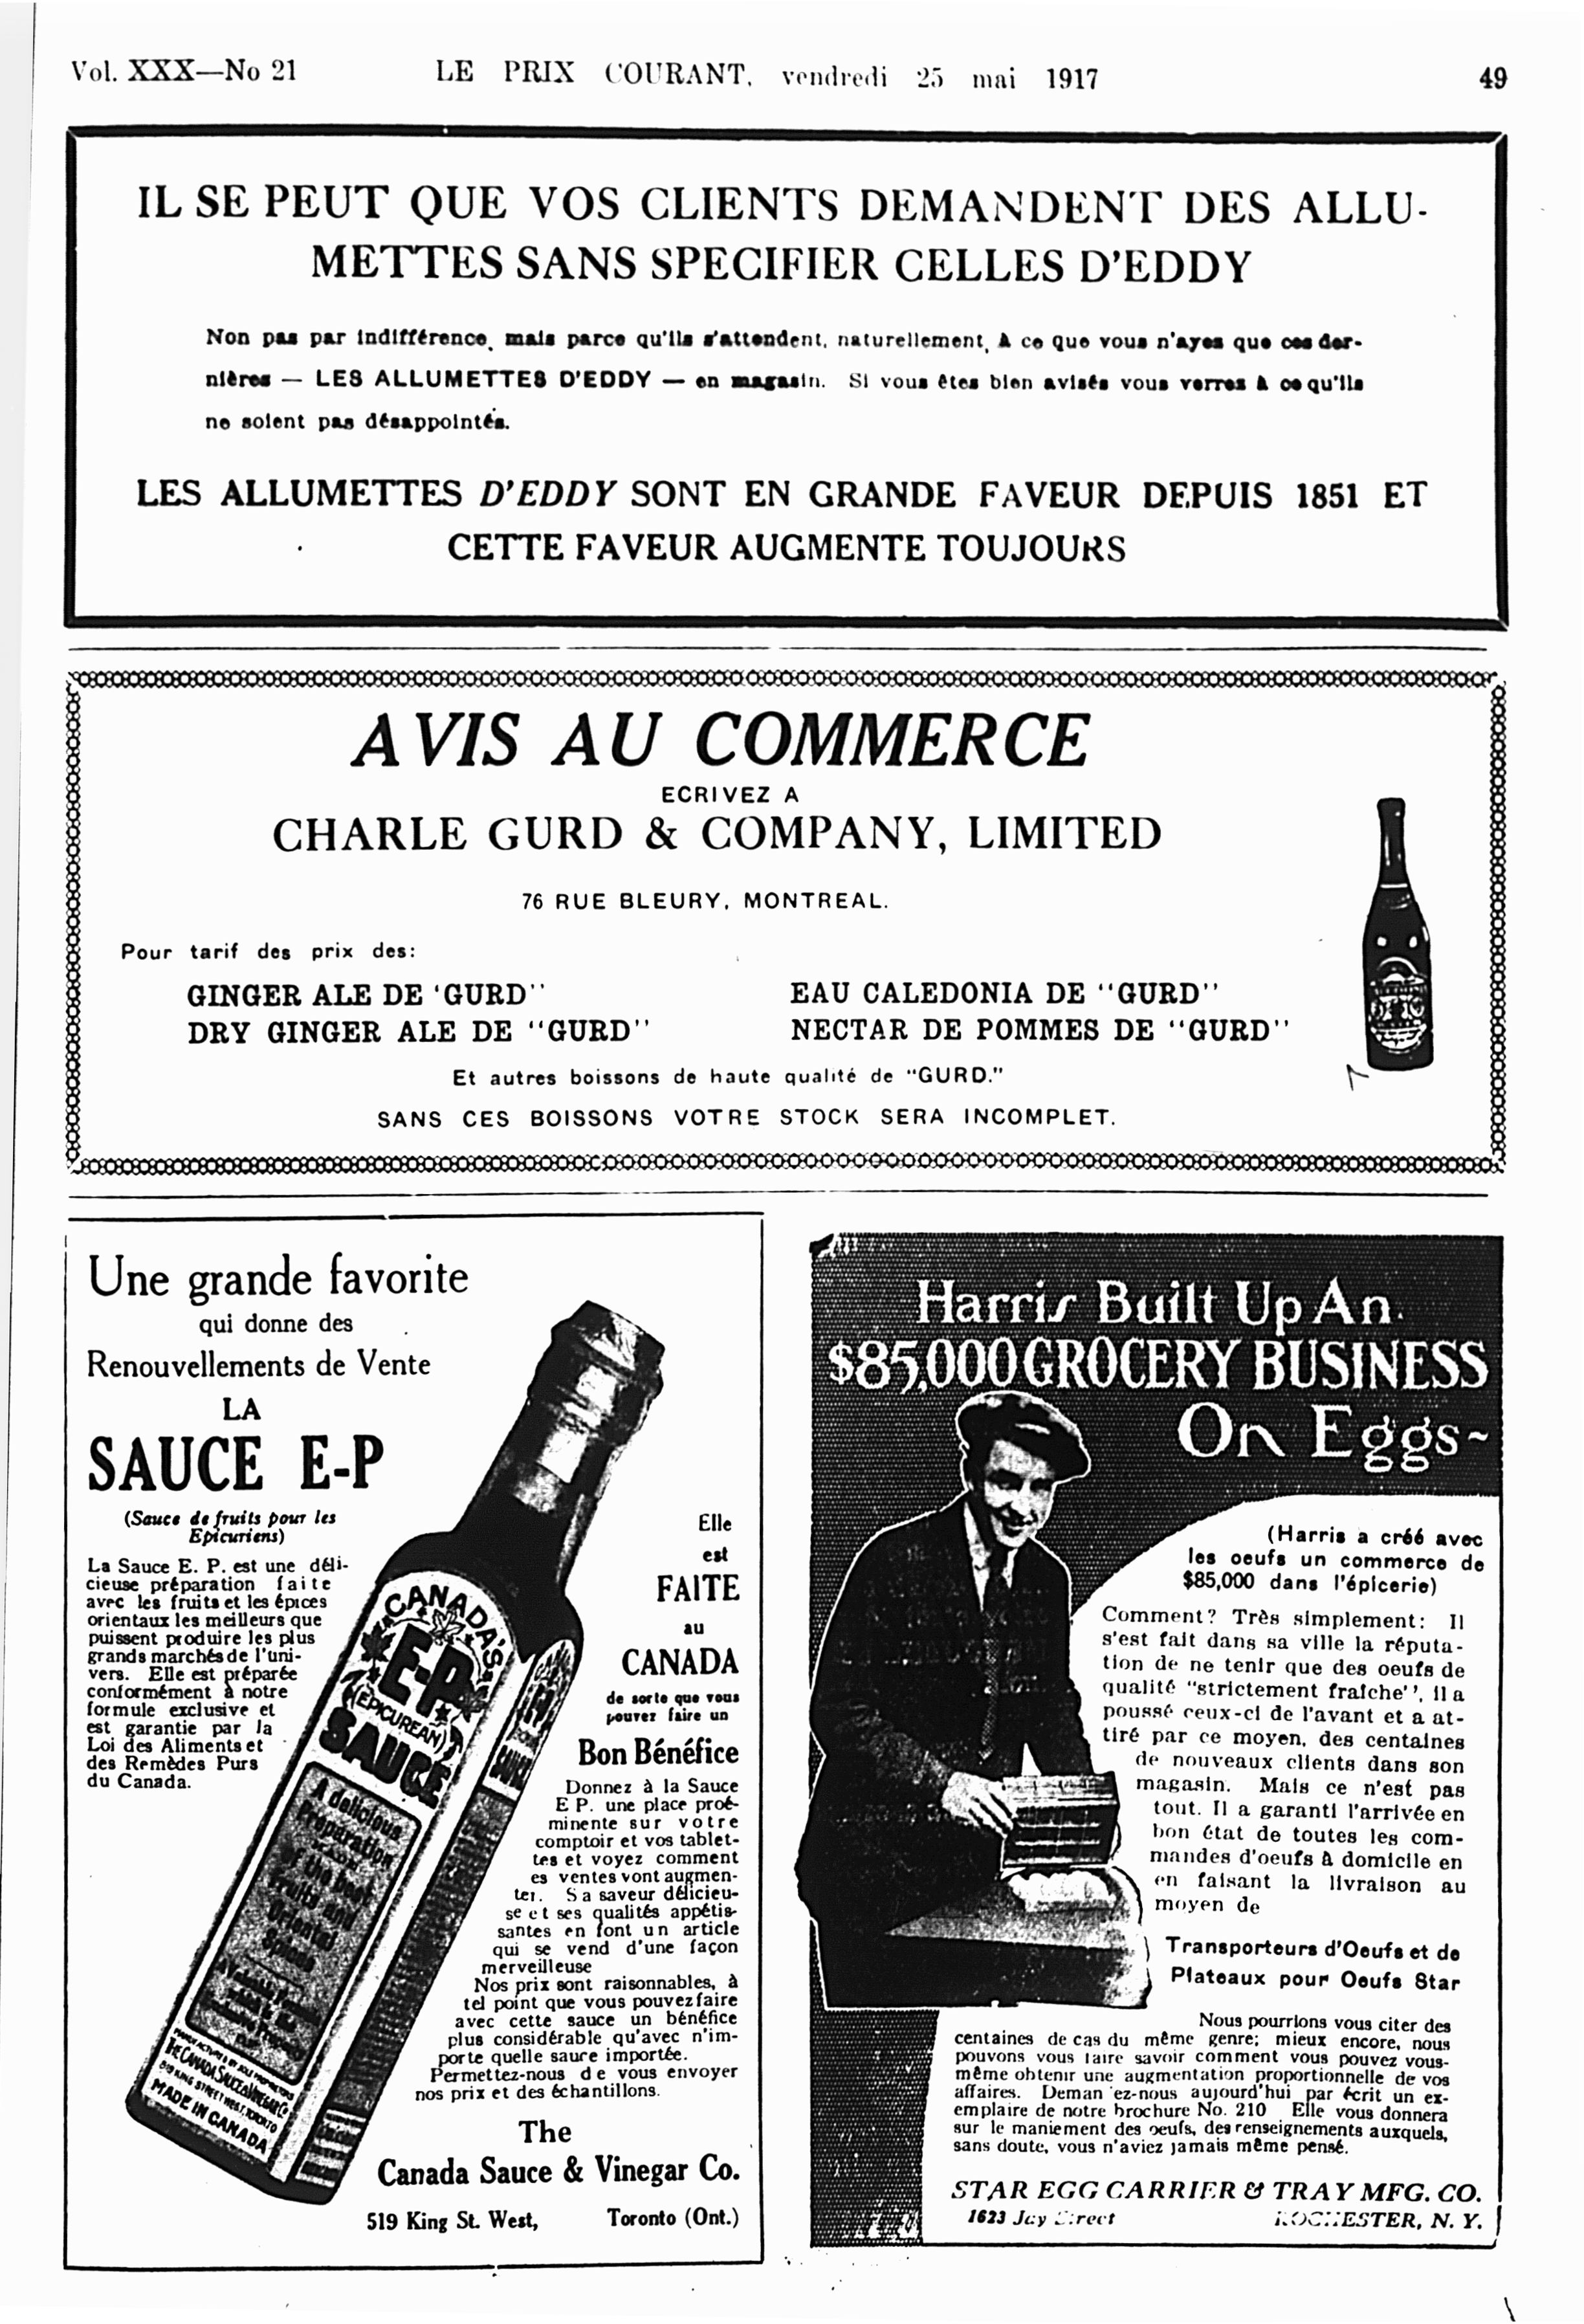 Vol. XXX—No 21 LE PRIX COURANT, vendredi 25 mai 1917 49
IL SE PEUT QUE VOS CLIENTS DEMANDENT DES ALLU-
METTES SANS SPECIFIER CELLES D'EDDY
Non pas par indifférence, mais parce qu'ils s'attendent, naturellement, à ce que vous n'ayes que ces der-
nières — LES ALLUMETTES D'EDDY — en magasin. Si vous êtes bien avisés vous verres à ce qu'ils
ne soient pas désappointés.
LES ALLUMETTES D'EDDY SONT EN GRANDE FAVEUR DEPUIS 1851 ET
CETTE FAVEUR AUGMENTE TOUJOURS
AVIS AU COMMERCE
ECRIVEZ A
CHARLE GURD & COMPANY, LIMITED
76 RUE BLEURY, MONTREAL.
Pour tarif des prix des:
GINGER ALE DE 'GURD''
DRY GINGER ALE DE "GURD"
EAU CALEDONIA DE "GURD"
NECTAR DE POMMES DE "GURD"
Et autres boissons de haute qualité de "GURD."
SANS CES BOISSONS VOTRE STOCK SERA INCOMPLET.
Une grande favorite
qui donne des
Renouvellements de Vente
LA
SAUCE E-P
(Sauce de fruits pour les
Epicuriens)
La Sauce E. P. est une déli-
cieuse préparation faite
avec les fruits et les épices
orientaux les meilleurs que
puissent produire les plus
grands marchés de l'uni-
vers. Elle est préparée
conformément à notre
formule exclusive et
est garantie par la
Loi des Aliments et
des Remèdes Purs
du Canada.
CANADA'S
E-P
(EPICUREAN)
SAUCE
A delicious
Preparation
of the best
Fruits and
Oriental
Spices
THE CANADA SAUCE & VINEGAR Co
519 KING STREET WEST, TORONTO
MADE IN CANADA
SAUCE
Elle
est
FAITE
au
CANADA
de sorte que vous
pouvez faire un
Bon Bénéfice
Donnez à la Sauce
E P. une place proé-
minente sur votre
comptoir et vos tablet-
tes et voyez comment
es ventes vont augmen-
ter. Sa saveur délicieu-
se et ses qualités appétis-
santes en font un article
qui se vend d'une façon
merveilleuse
Nos prix sont raisonnables, à
tel point que vous pouvez faire
avec cette sauce un bénéfice
plus considérable qu'avec n'im-
porte quelle sauce importée.
Permettez-nous de vous envoyer
nos prix et des échantillons.
The
Canada Sauce & Vinegar Co.
519 King St. West, Toronto (Ont.)
Harris Built Up An
$85,000 GROCERY BUSINESS
On Eggs-
(Harris a créé avec
les oeufs un commerce de
$85,000 dans l'épicerie)
Comment? Très simplement: Il
s'est fait dans sa ville la réputa-
tion de ne tenir que des oeufs de
qualité "strictement fraîche'', il a
poussé ceux-ci de l'avant et a at-
tiré par ce moyen, des centaines
de nouveaux clients dans son
magasin. Mais ce n'est pas
tout. Il a garanti l'arrivée en
bon état de toutes les com-
mandes d'oeufs à domicile en
en faisant la livraison au
moyen de
Transporteurs d'Oeufs et de
Plateaux pour Oeufs Star
Nous pourrions vous citer des
centaines de cas du même genre; mieux encore, nous
pouvons vous faire savoir comment vous pouvez vous-
même obtenir une augmentation proportionnelle de vos
affaires. Deman ez-nous aujourd'hui par écrit un ex-
emplaire de notre brochure No. 210 Elle vous donnera
sur le maniement des oeufs, des renseignements auxquels,
sans doute, vous n'aviez jamais même pensé.
STAR EGG CARRIER & TRAY MFG. CO.
1623 Jay Street ROCHESTER, N. Y.